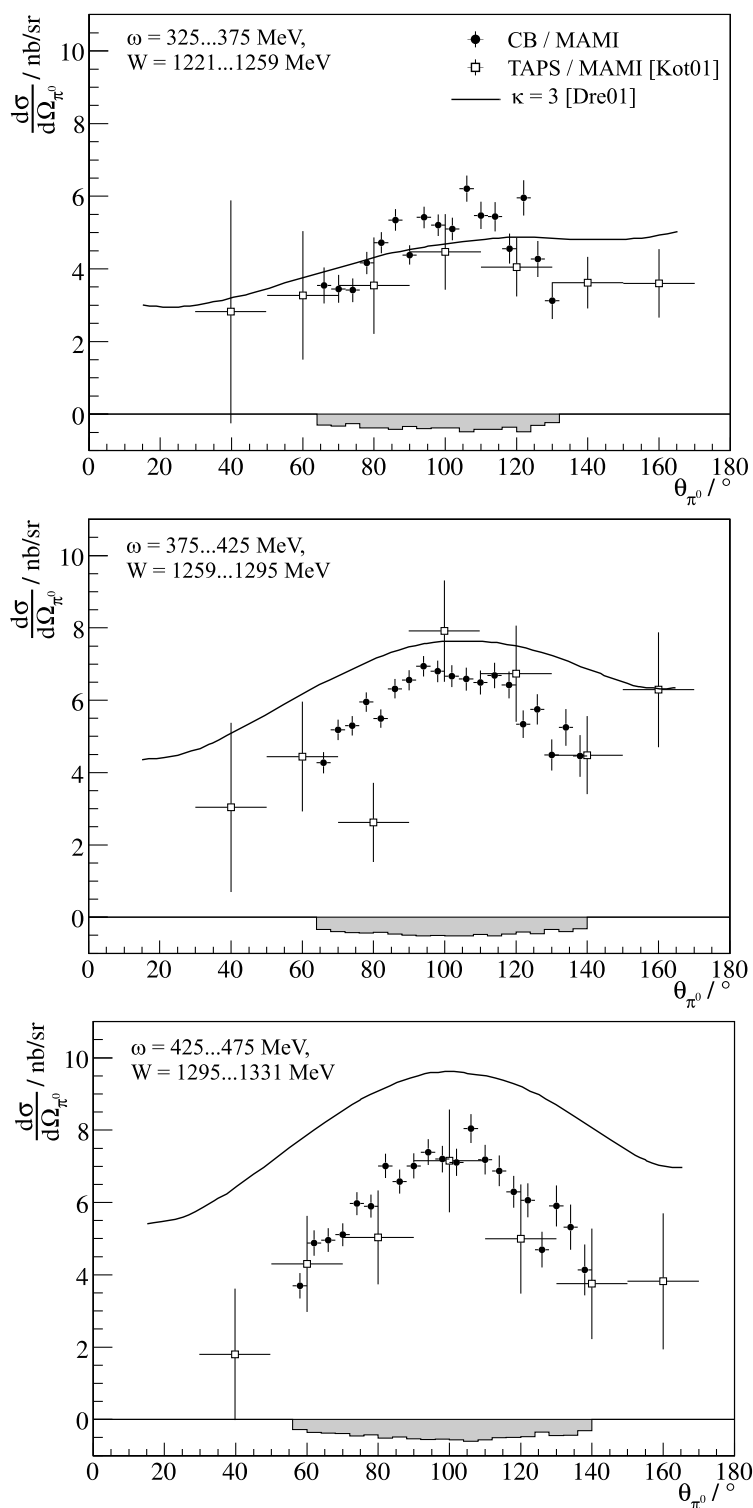 ω = 325...375 MeV,
W = 1221...1259 MeV
CB / MAMI
TAPS / MAMI [Kot01]
κ = 3 [Dre01]
dσ/dΩπ⁰ / nb/sr
10
8
6
4
2
0
0 20 40 60 80 100 120 140 160 180
θπ⁰ / °
ω = 375...425 MeV,
W = 1259...1295 MeV
dσ/dΩπ⁰ / nb/sr
10
8
6
4
2
0
0 20 40 60 80 100 120 140 160 180
θπ⁰ / °
ω = 425...475 MeV,
W = 1295...1331 MeV
dσ/dΩπ⁰ / nb/sr
10
8
6
4
2
0
0 20 40 60 80 100 120 140 160 180
θπ⁰ / °